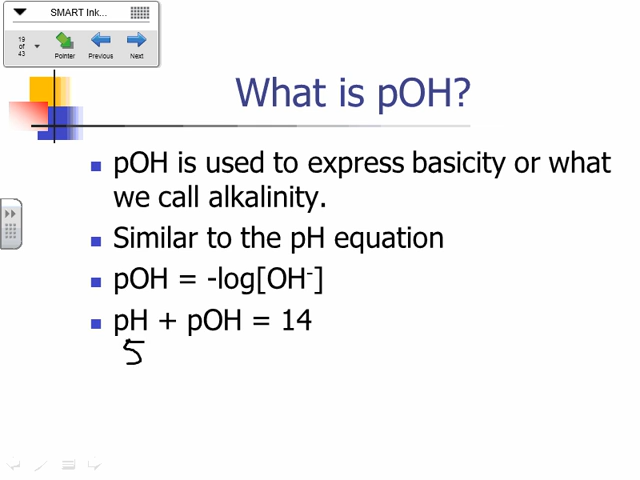 SMART Ink...
19
of
43
Pointer
Previous
Next
What is pOH?
pOH is used to express basicity or what
we call alkalinity.
Similar to the pH equation
pOH = -log[OH⁻]
pH + pOH = 14
5